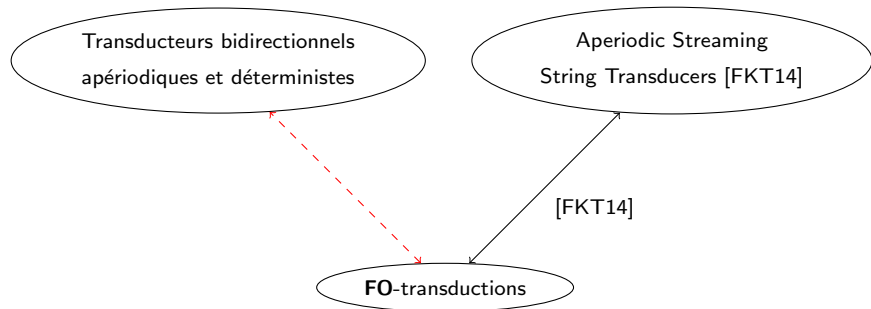 Transducteurs bidirectionnels
apériodiques et déterministes
Aperiodic Streaming
String Transducers [FKT14]
[FKT14]
FO-transductions